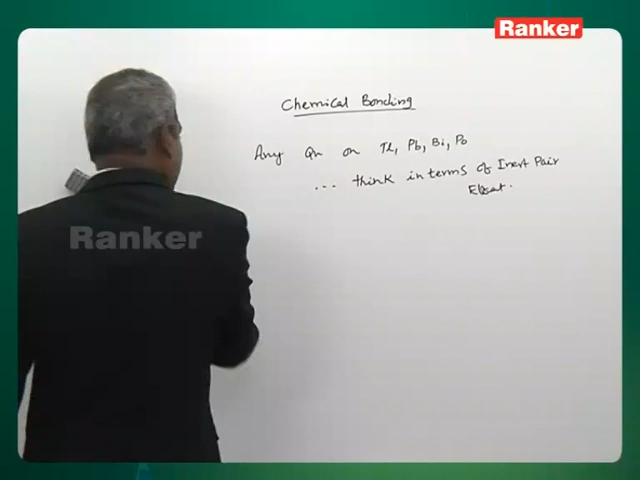 Ranker
Chemical Bonding
Any Qn on Tl, Pb, Bi, Po
... think in terms of Inert Pair
Effect.
Ranker